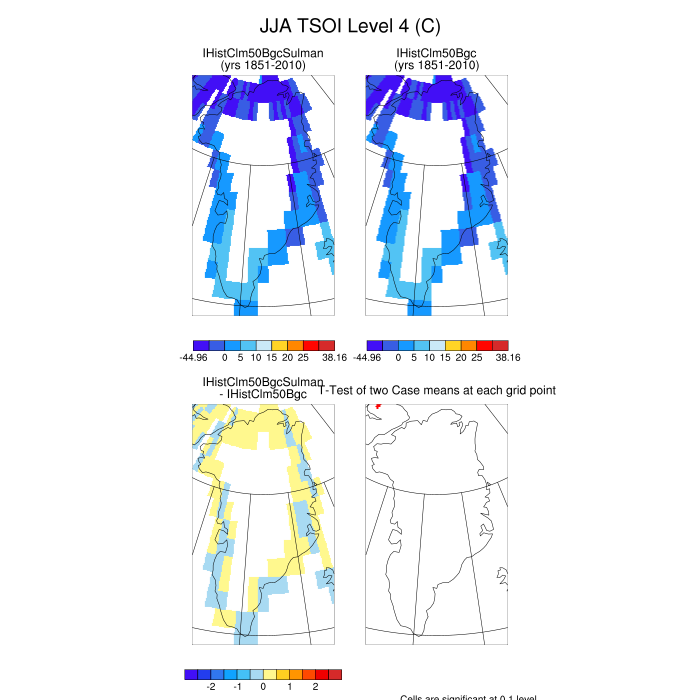 JJA TSOI Level 4 (C)
IHistClm50BgcSulman
(yrs 1851-2010)
IHistClm50Bgc
(yrs 1851-2010)
-44.96 0 5 10 15 20 25 38.16
-44.96 0 5 10 15 20 25 38.16
IHistClm50BgcSulman
- IHistClm50Bgc
T-Test of two Case means at each grid point
-2 -1 0 1 2
Cells are significant at 0.1 level